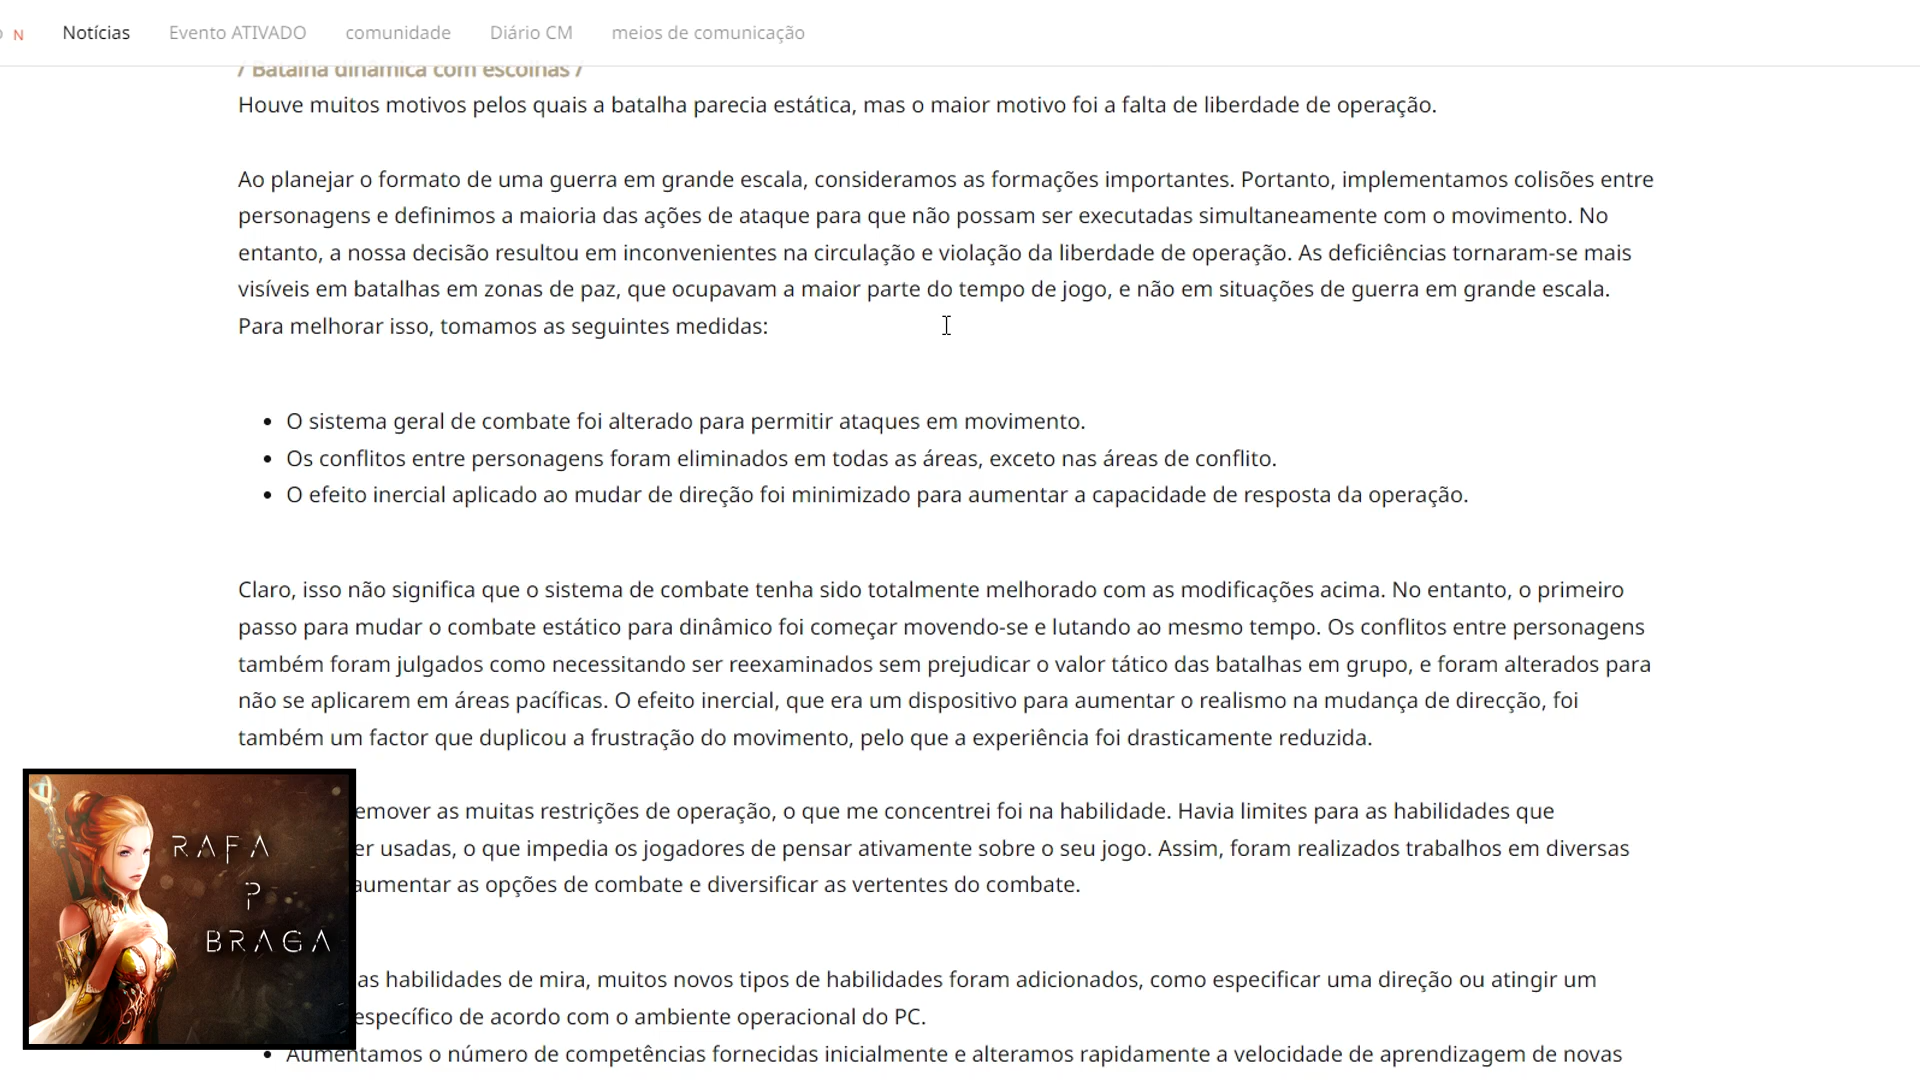 N Notícias Evento ATIVADO comunidade Diário CM meios de comunicação
/ Batalha dinâmica com escolhas /
Houve muitos motivos pelos quais a batalha parecia estática, mas o maior motivo foi a falta de liberdade de operação.
Ao planejar o formato de uma guerra em grande escala, consideramos as formações importantes. Portanto, implementamos colisões entre
personagens e definimos a maioria das ações de ataque para que não possam ser executadas simultaneamente com o movimento. No
entanto, a nossa decisão resultou em inconvenientes na circulação e violação da liberdade de operação. As deficiências tornaram-se mais
visíveis em batalhas em zonas de paz, que ocupavam a maior parte do tempo de jogo, e não em situações de guerra em grande escala.
Para melhorar isso, tomamos as seguintes medidas:
• O sistema geral de combate foi alterado para permitir ataques em movimento.
• Os conflitos entre personagens foram eliminados em todas as áreas, exceto nas áreas de conflito.
• O efeito inercial aplicado ao mudar de direção foi minimizado para aumentar a capacidade de resposta da operação.
Claro, isso não significa que o sistema de combate tenha sido totalmente melhorado com as modificações acima. No entanto, o primeiro
passo para mudar o combate estático para dinâmico foi começar movendo-se e lutando ao mesmo tempo. Os conflitos entre personagens
também foram julgados como necessitando ser reexaminados sem prejudicar o valor tático das batalhas em grupo, e foram alterados para
não se aplicarem em áreas pacíficas. O efeito inercial, que era um dispositivo para aumentar o realismo na mudança de direcção, foi
também um factor que duplicou a frustração do movimento, pelo que a experiência foi drasticamente reduzida.
emover as muitas restrições de operação, o que me concentrei foi na habilidade. Havia limites para as habilidades que
er usadas, o que impedia os jogadores de pensar ativamente sobre o seu jogo. Assim, foram realizados trabalhos em diversas
aumentar as opções de combate e diversificar as vertentes do combate.
as habilidades de mira, muitos novos tipos de habilidades foram adicionados, como especificar uma direção ou atingir um
específico de acordo com o ambiente operacional do PC.
• Aumentamos o número de competências fornecidas inicialmente e alteramos rapidamente a velocidade de aprendizagem de novas
RAFA
P
BRAGA